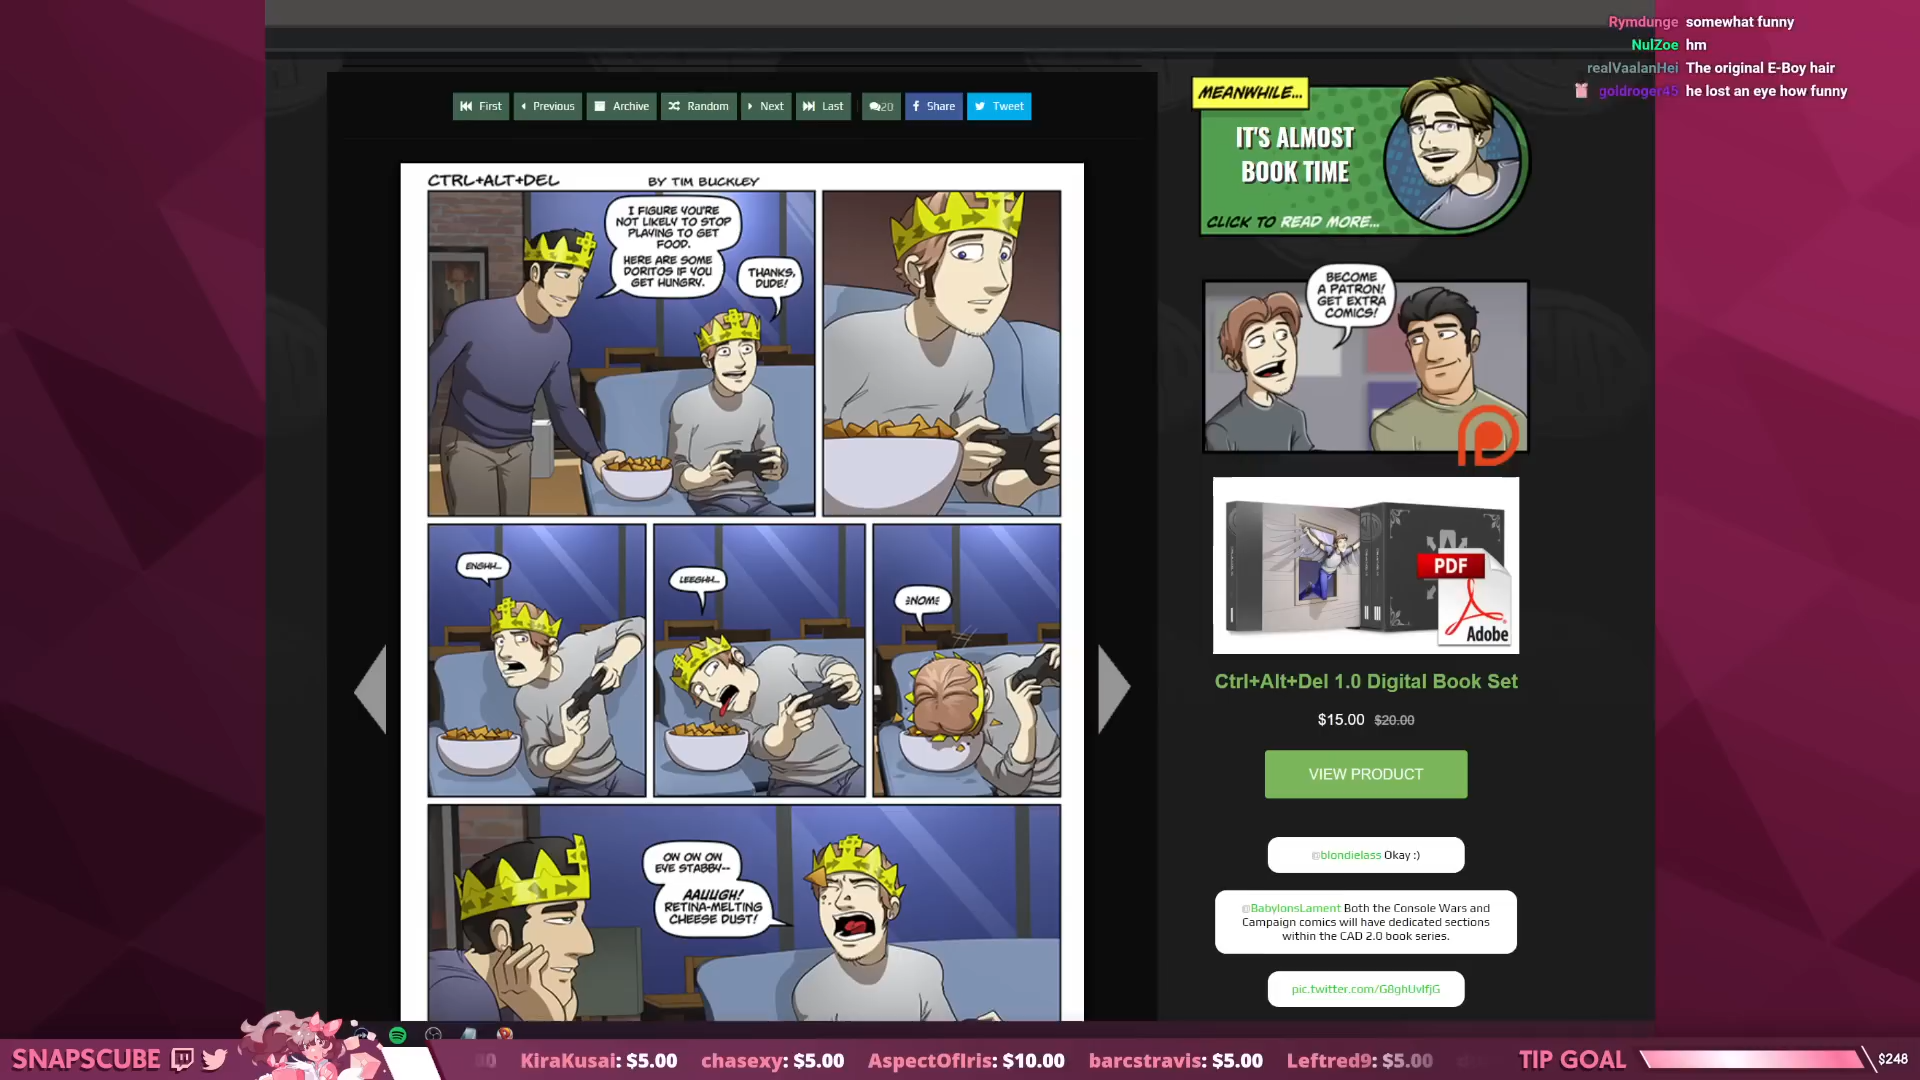 Rymdunge somewhat funny
NulZoe hm
realVaalanHei The original E-Boy hair
goldroger45 he lost an eye how funny
First Previous Archive Random Next Last 20 Share Tweet
CTRL+ALT+DEL BY TIM BUCKLEY
I FIGURE YOU'RE
NOT LIKELY TO STOP
PLAYING TO GET
FOOD.
HERE ARE SOME
DORITOS IF YOU
GET HUNGRY.
THANKS,
DUDE!
ENGHH...
LEEGHH...
NOM
OW OW OW
EYE STABBY--
AAUUGH!
RETINA-MELTING
CHEESE DUST!
MEANWHILE...
IT'S ALMOST
BOOK TIME
CLICK TO READ MORE...
BECOME
A PATRON!
GET EXTRA
COMICS!
PDF
Adobe
Ctrl+Alt+Del 1.0 Digital Book Set
$15.00 $20.00
VIEW PRODUCT
@blondielass Okay :)
@BabylonsLament Both the Console Wars and
Campaign comics will have dedicated sections
within the CAD 2.0 book series.
pic.twitter.com/G8ghUvIfjG
SNAPSCUBE
KiraKusai: $5.00 chasexy: $5.00 AspectOfIris: $10.00 barcstravis: $5.00 Leftred9: $5.00
TIP GOAL
$248